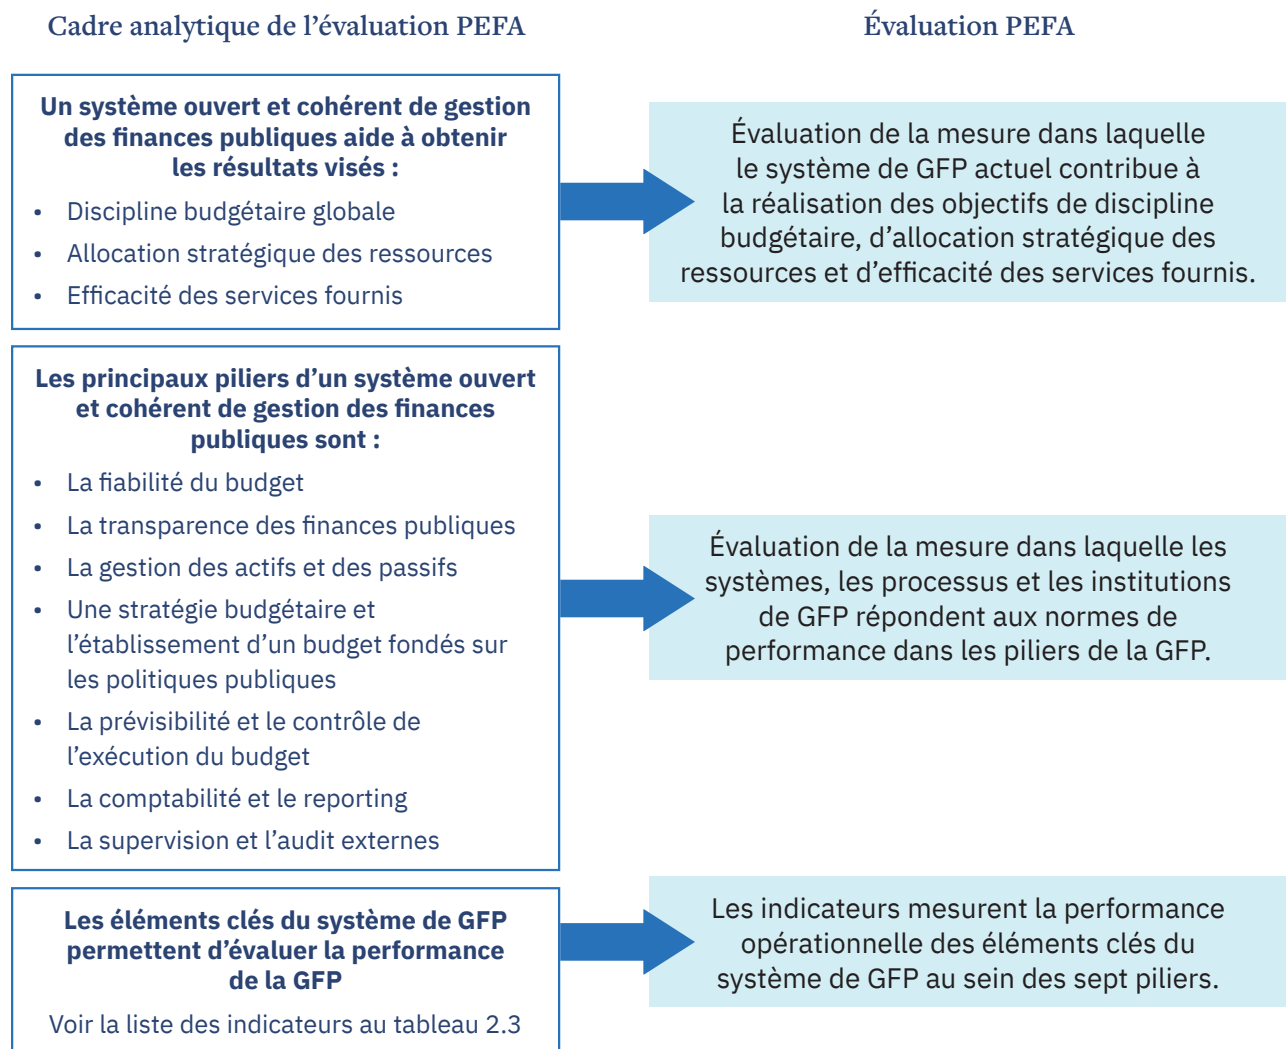 Cadre analytique de l’évaluation PEFA
Évaluation PEFA
Un système ouvert et cohérent de gestion
des finances publiques aide à obtenir
les résultats visés :
• Discipline budgétaire globale
• Allocation stratégique des ressources
• Efficacité des services fournis
Évaluation de la mesure dans laquelle
le système de GFP actuel contribue à
la réalisation des objectifs de discipline
budgétaire, d’allocation stratégique des
ressources et d’efficacité des services fournis.
Les principaux piliers d’un système ouvert
et cohérent de gestion des finances
publiques sont :
• La fiabilité du budget
• La transparence des finances publiques
• La gestion des actifs et des passifs
• Une stratégie budgétaire et
l’établissement d’un budget fondés sur
les politiques publiques
• La prévisibilité et le contrôle de
l’exécution du budget
• La comptabilité et le reporting
• La supervision et l’audit externes
Évaluation de la mesure dans laquelle les
systèmes, les processus et les institutions
de GFP répondent aux normes de
performance dans les piliers de la GFP.
Les éléments clés du système de GFP
permettent d’évaluer la performance
de la GFP
Voir la liste des indicateurs au tableau 2.3
Les indicateurs mesurent la performance
opérationnelle des éléments clés du
système de GFP au sein des sept piliers.